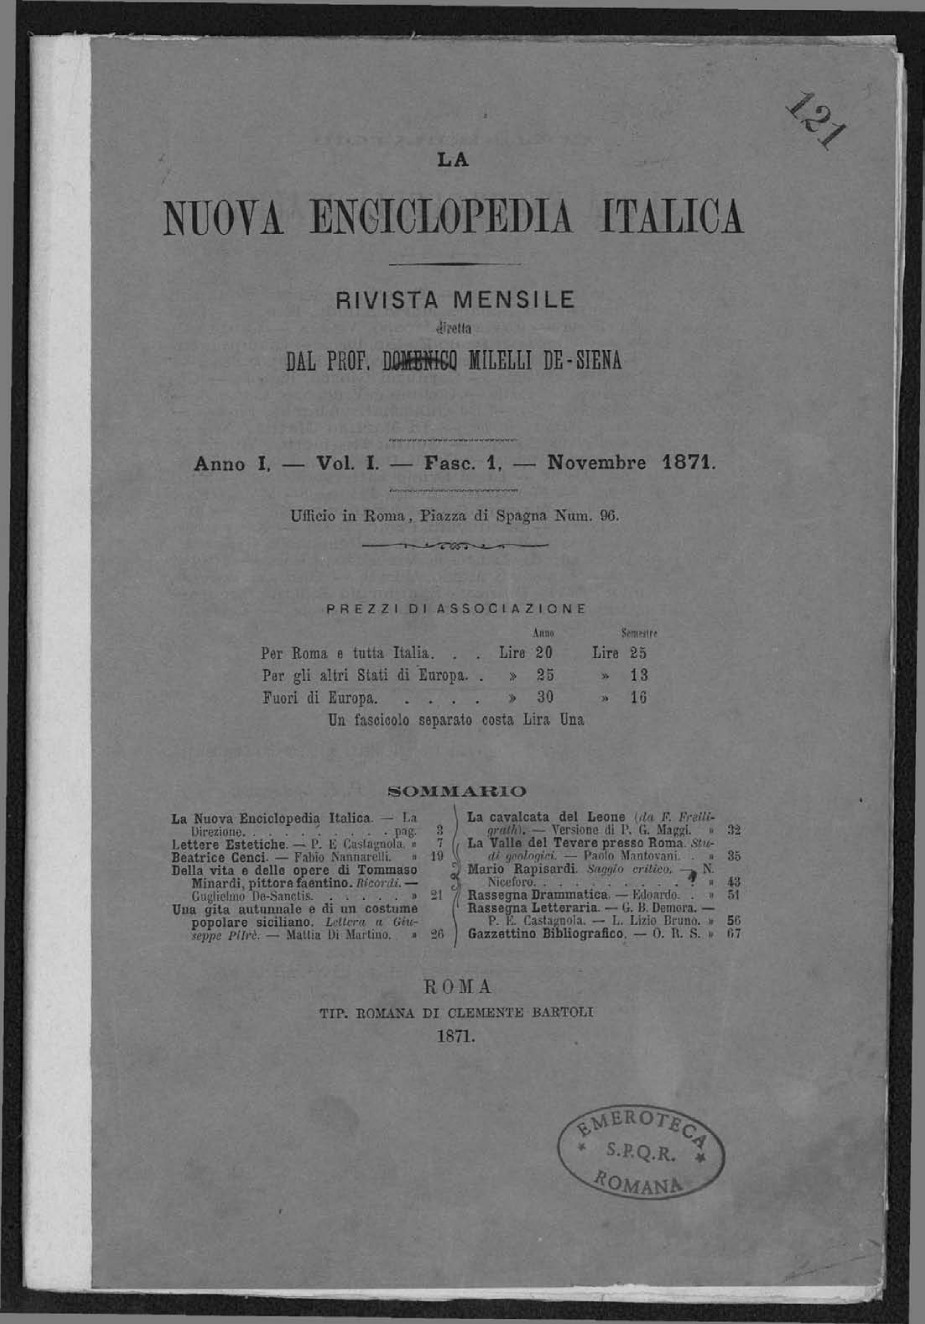 121
LA
NUOVA ENCICLOPEDIA ITALICA
RIVISTA MENSILE
diretta
DAL PROF. DOMENICO MILELLI DE-SIENA
Anno I, — Vol. I. — Fasc. 1, — Novembre 1871.
Ufficio in Roma, Piazza di Spagna Num. 96.
PREZZI DI ASSOCIAZIONE
Anno Semestre
Per Roma e tutta Italia. . . Lire 20 Lire 25
Per gli altri Stati di Europa. . » 25 » 13
Fuori di Europa. . . . . » 30 » 16
Un fascicolo separato costa Lira Una
SOMMARIO
La Nuova Enciclopedia Italica. — La
Direzione. . . . . . . . . . pag. 3
Lettere Estetiche. — P. E Castagnola. » 7
Beatrice Cenci. — Fabio Nannarelli. » 19
Della vita e delle opere di Tommaso
Minardi, pittore faentino. Ricordi. —
Guglielmo De-Sanctis. . . . . . » 21
Una gita autunnale e di un costume
popolare siciliano. Lettera a Giu-
seppe Pitrè. — Mattia Di Martino. » 26
La cavalcata del Leone (da F. Freili-
grath). — Versione di P. G. Maggi. » 32
La Valle del Tevere presso Roma. Stu-
di geologici. — Paolo Mantovani. . » 35
Mario Rapisardi. Saggio critico. — N.
Niceforo. . . . . . . . . . » 43
Rassegna Drammatica. — Edoardo. . » 51
Rassegna Letteraria. — G. B. Demora. —
P. E. Castagnola. — L. Lizio Bruno. » 56
Gazzettino Bibliografico. — O. R. S. » 67
ROMA
TIP. ROMANA DI CLEMENTE BARTOLI
1871.
EMEROTECA
S.P.Q.R.
ROMANA